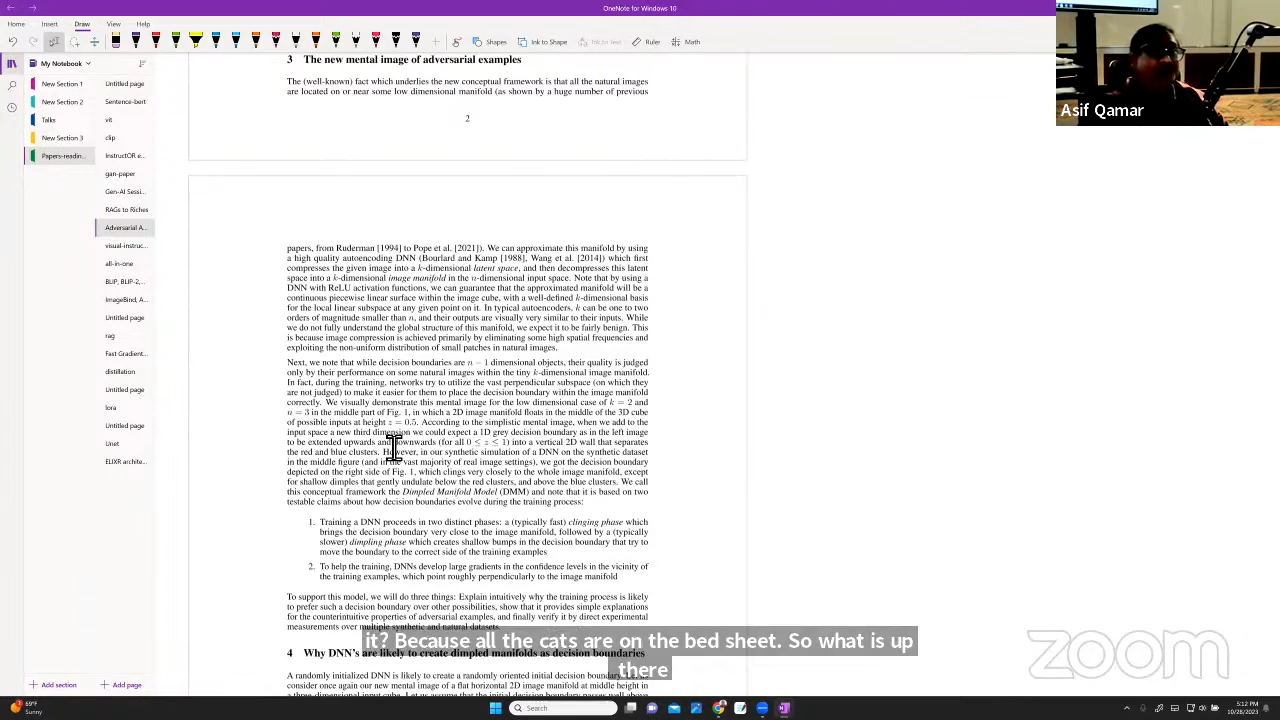 OneNote for Windows 10
Home Insert Draw View Help
Shapes Ink to Shape Ink to Text Ruler Math
My Notebook
New Section 1
New Section 2
Talks
New Section 3
Papers-readin...
Untitled page
Sentence-bert
vit
clip
InstructOR e...
gan-paper
Gen-AI Sessi...
RAGs to Riches
Adversarial A...
visual-instruc...
all-in-one
BLIP, BLIP-2,...
ImageBind, A...
Untitled page
rag
Fast Gradient...
distillation
Untitled page
lora
Untitled page
Unet
ELIXR archite...
Add section
Add page
3 The new mental image of adversarial examples
The (well-known) fact which underlies the new conceptual framework is that all the natural images
are located on or near some low dimensional manifold (as shown by a huge number of previous
2
papers, from Ruderman [1994] to Pope et al. [2021]). We can approximate this manifold by using
a high quality autoencoding DNN (Bourlard and Kamp [1988], Wang et al. [2014]) which first
compresses the given image into a k-dimensional latent space, and then decompresses this latent
space into a k-dimensional image manifold in the n-dimensional input space. Note that by using a
DNN with ReLU activation functions, we can guarantee that the approximated manifold will be a
continuous piecewise linear surface within the image cube, with a well-defined k-dimensional basis
for the local linear subspace at any given point on it. In typical autoencoders, k can be one to two
orders of magnitude smaller than n, and their outputs are visually very similar to their inputs. While
we do not fully understand the global structure of this manifold, we expect it to be fairly benign. This
is because image compression is achieved primarily by eliminating some high spatial frequencies and
exploiting the non-uniform distribution of small patches in natural images.
Next, we note that while decision boundaries are n − 1 dimensional objects, their quality is judged
only by their performance on some natural images within the tiny k-dimensional image manifold.
In fact, during the training, networks try to utilize the vast perpendicular subspace (on which they
are not judged) to make it easier for them to place the decision boundary within the image manifold
correctly. We visually demonstrate this mental image for the low dimensional case of k = 2 and
n = 3 in the middle part of Fig. 1, in which a 2D image manifold floats in the middle of the 3D cube
of possible inputs at height z = 0.5. According to the simplistic mental image, when we add to the
input space a new third dimension we could expect a 1D grey decision boundary as in the left image
to be extended upwards and downwards (for all 0 ≤ z ≤ 1) into a vertical 2D wall that separates
the red and blue clusters. However, in our synthetic simulation of a DNN on the synthetic dataset
in the middle figure (and in vast majority of real image settings), we got the decision boundary
depicted on the right side of Fig. 1, which clings very closely to the whole image manifold, except
for shallow dimples that gently undulate below the red clusters, and above the blue clusters. We call
this conceptual framework the Dimpled Manifold Model (DMM) and note that it is based on two
testable claims about how decision boundaries evolve during the training process:
1. Training a DNN proceeds in two distinct phases: a (typically fast) clinging phase which
brings the decision boundary very close to the image manifold, followed by a (typically
slower) dimpling phase which creates shallow bumps in the decision boundary that try to
move the boundary to the correct side of the training examples
2. To help the training, DNNs develop large gradients in the confidence levels in the vicinity of
the training examples, which point roughly perpendicularly to the image manifold
To support this model, we will do three things: Explain intuitively why the training process is likely
to prefer such a decision boundary over other possibilities, show that it provides simple explanations
for the counterintuitive properties of adversarial examples, and finally verify it by direct experimental
measurements over multiple synthetic and natural datasets.
4 Why DNN's are likely to create dimpled manifolds as decision boundaries
A randomly initialized DNN is likely to create a randomly oriented initial decision
consider once again our new mental image of a flat horizontal 2D image manifold at middle height in
it? Because all the cats are on the bed sheet. So what is up
there
Asif Qamar
zoom
69°F
Sunny
Search
5:12 PM
10/28/2023